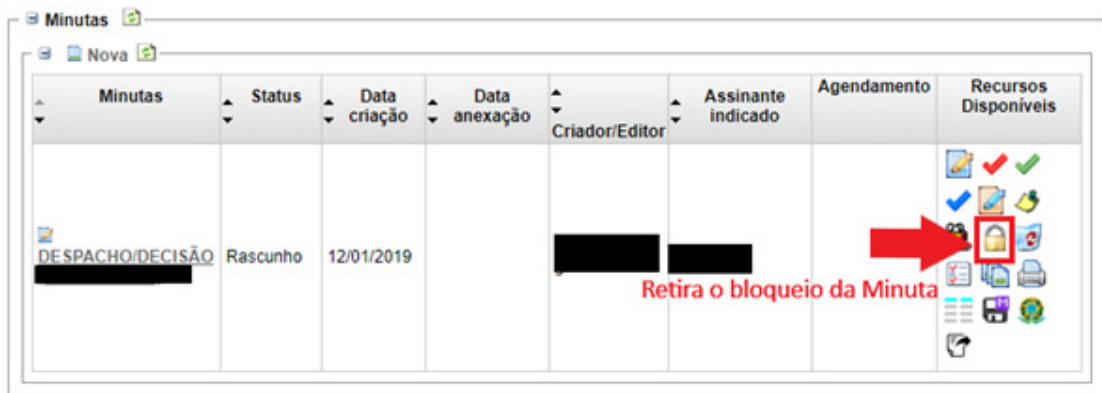 Minutas
Nova
Minutas
Status
Data
criação
Data
anexação
Criador/Editor
Assinante
indicado
Agendamento
Recursos
Disponíveis
DESPACHO/DECISÃO
Rascunho
12/01/2019
Retira o bloqueio da Minuta